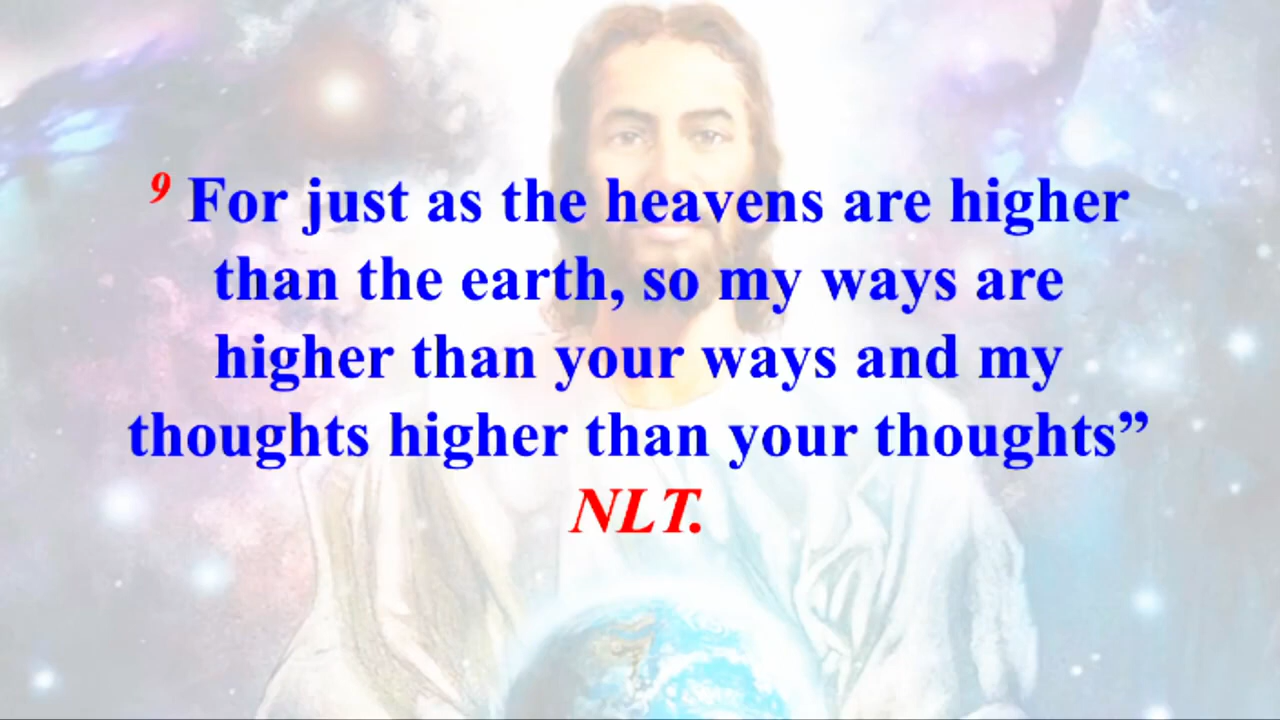 9 For just as the heavens are higher
than the earth, so my ways are
higher than your ways and my
thoughts higher than your thoughts”
NLT.